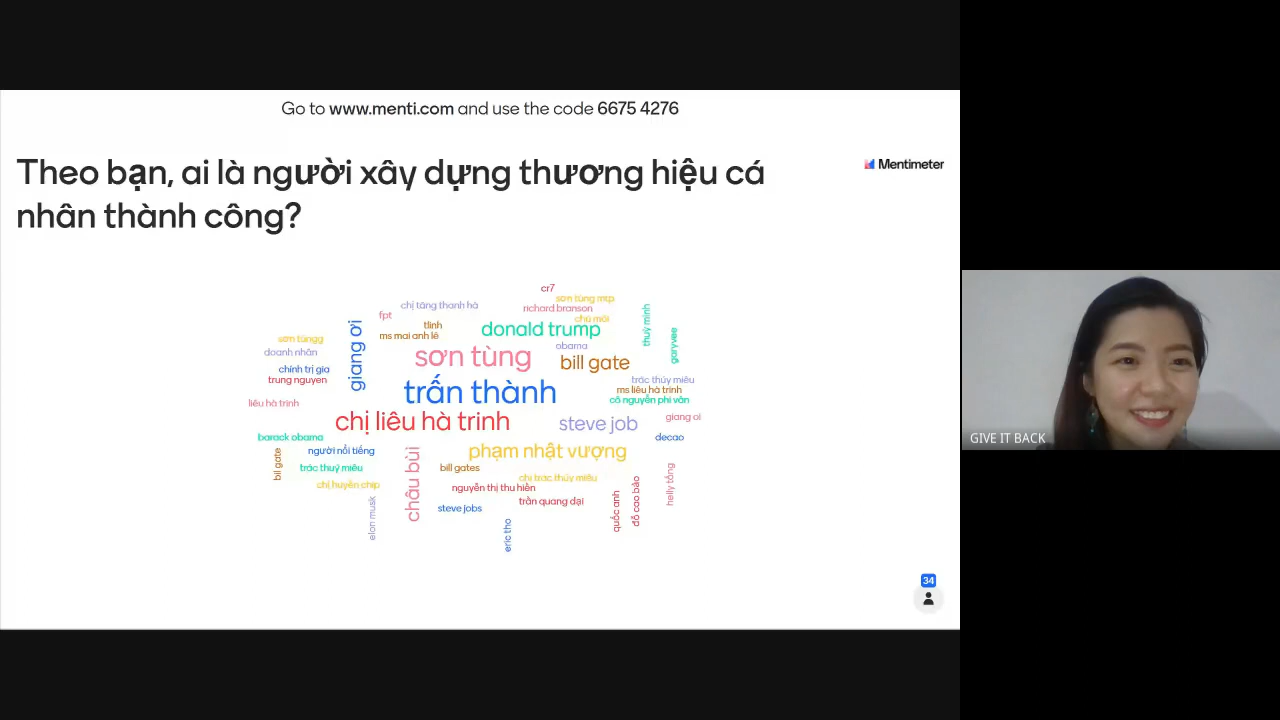 Go to www.menti.com and use the code 6675 4276
Mentimeter
Theo bạn, ai là người xây dựng thương hiệu cá
nhân thành công?
cr7
sơn tùng mtp
chị tăng thanh hà
richard branson
fpt
chú mới
tlinh
donald trump
thuỳ minh
ms mai anh lê
sơn tùngg
giang ơi
obama
garyvee
doanh nhân
sơn tùng
bill gate
chính trị gia
trung nguyen
trác thúy miêu
ms liêu hà trinh
trấn thành
cô nguyễn phi vân
liêu hà trinh
chị liêu hà trinh
steve job
giang oi
barack obama
decao
người nổi tiếng
phạm nhật vượng
bil gate
trác thuý miêu
châu bùi
bill gates
chị huyền chip
chị trác thúy miêu
nguyễn thị thu hiền
helly tống
elon musk
steve jobs
trần quang đại
quốc anh
đỗ cao bảo
eric tho
34
GIVE IT BACK